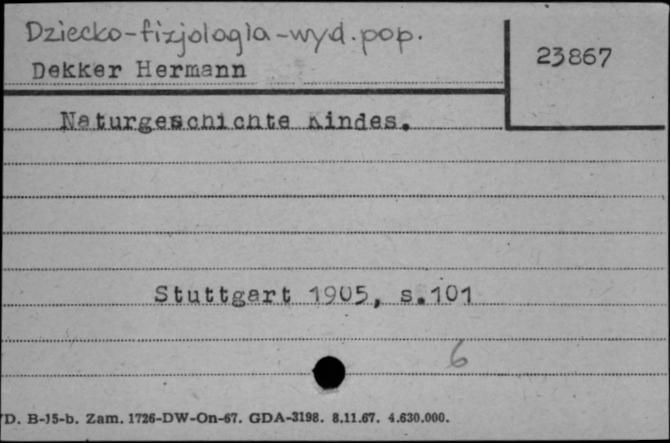 Dziecko-fizjologia-wyd.pop.
23867
Dekker Hermann
Naturgeschichte Kindes.
Stuttgart 1905, s.101
6
D. B-15-b. Zam. 1726-DW-On-67. GDA-3198. 8.11.67. 4.630.000.